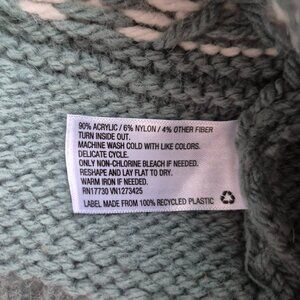 90% ACRYLIC / 6% NYLON / 4% OTHER FIBER
TURN INSIDE OUT.
MACHINE WASH COLD WITH LIKE COLORS.
DELICATE CYCLE.
ONLY NON-CHLORINE BLEACH IF NEEDED.
RESHAPE AND LAY FLAT TO DRY.
WARM IRON IF NEEDED.
RN17730 VN1273425
LABEL MADE FROM 100% RECYCLED PLASTIC